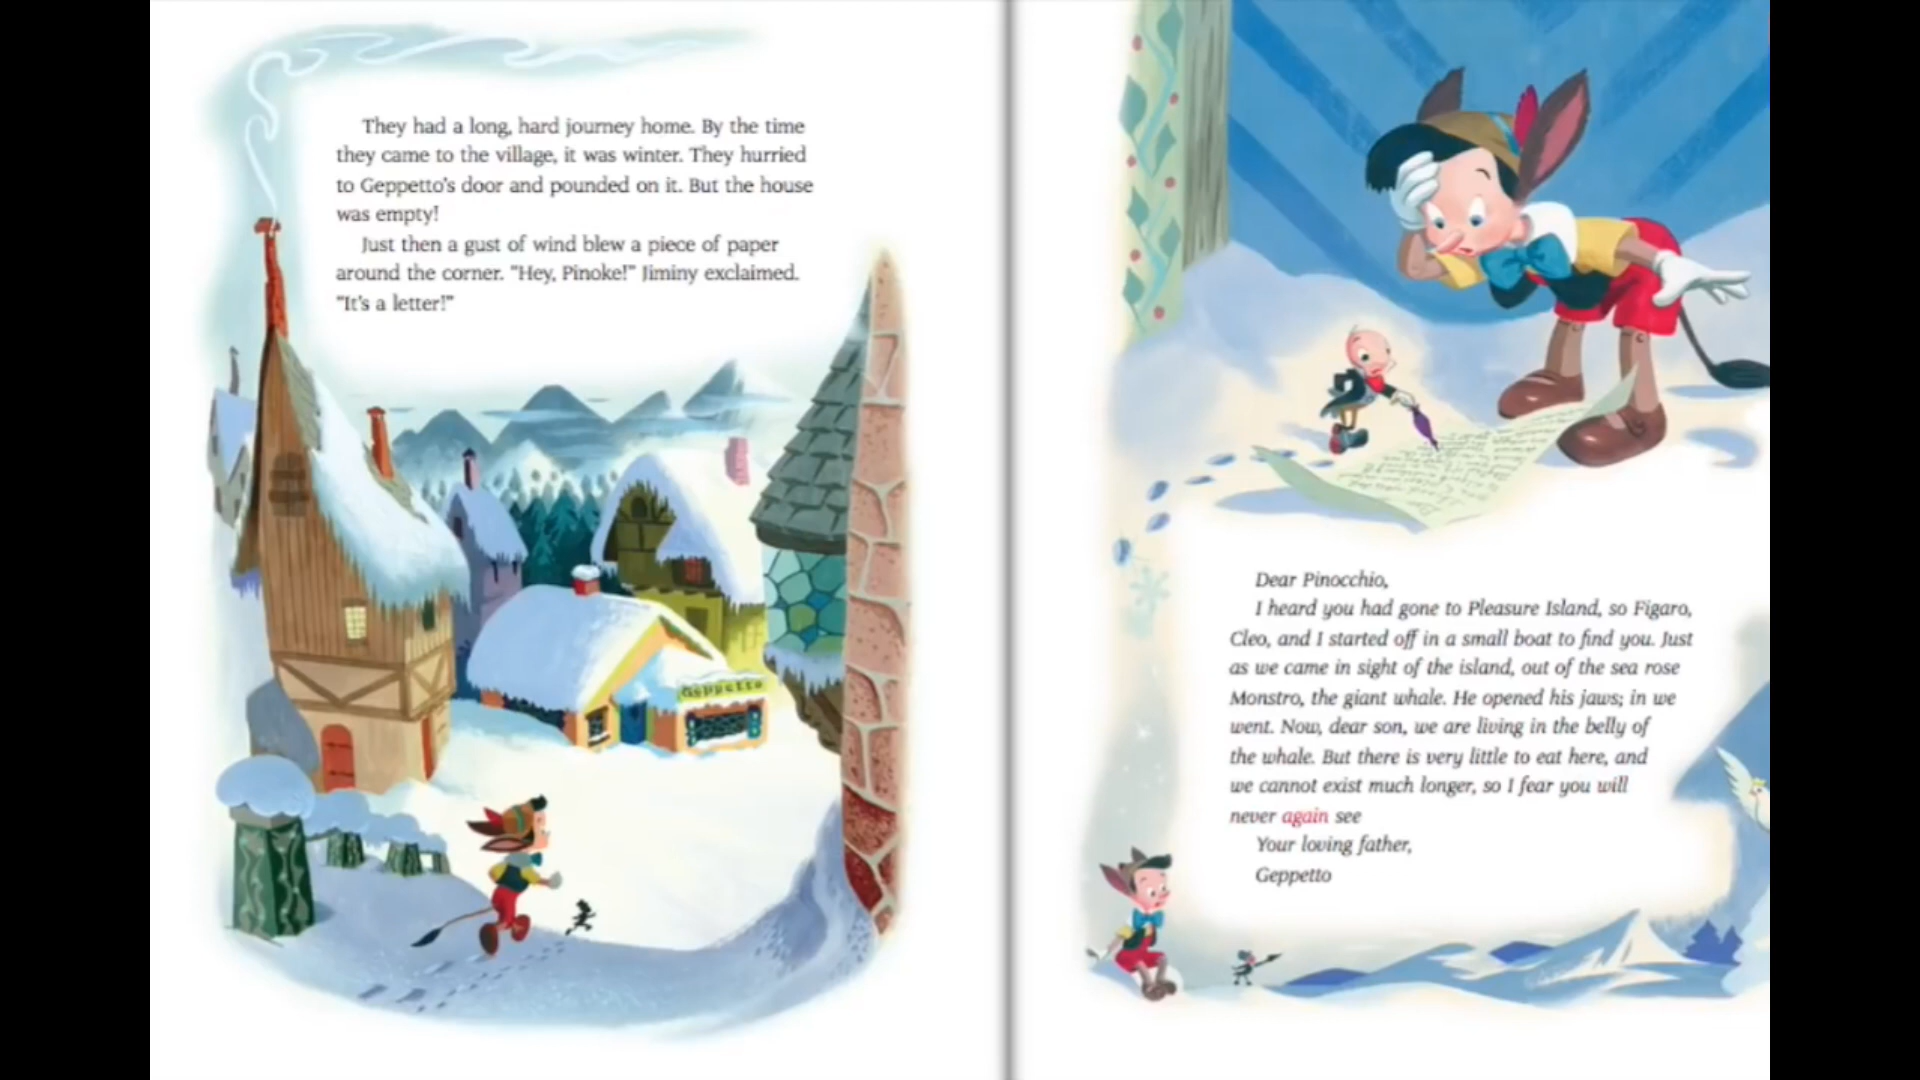 They had a long, hard journey home. By the time
they came to the village, it was winter. They hurried
to Geppetto's door and pounded on it. But the house
was empty!
Just then a gust of wind blew a piece of paper
around the corner. "Hey, Pinoke!" Jiminy exclaimed.
"It's a letter!"
Geppetto
Dear Pinocchio,
I heard you had gone to Pleasure Island, so Figaro,
Cleo, and I started off in a small boat to find you. Just
as we came in sight of the island, out of the sea rose
Monstro, the giant whale. He opened his jaws; in we
went. Now, dear son, we are living in the belly of
the whale. But there is very little to eat here, and
we cannot exist much longer, so I fear you will
never again see
Your loving father,
Geppetto